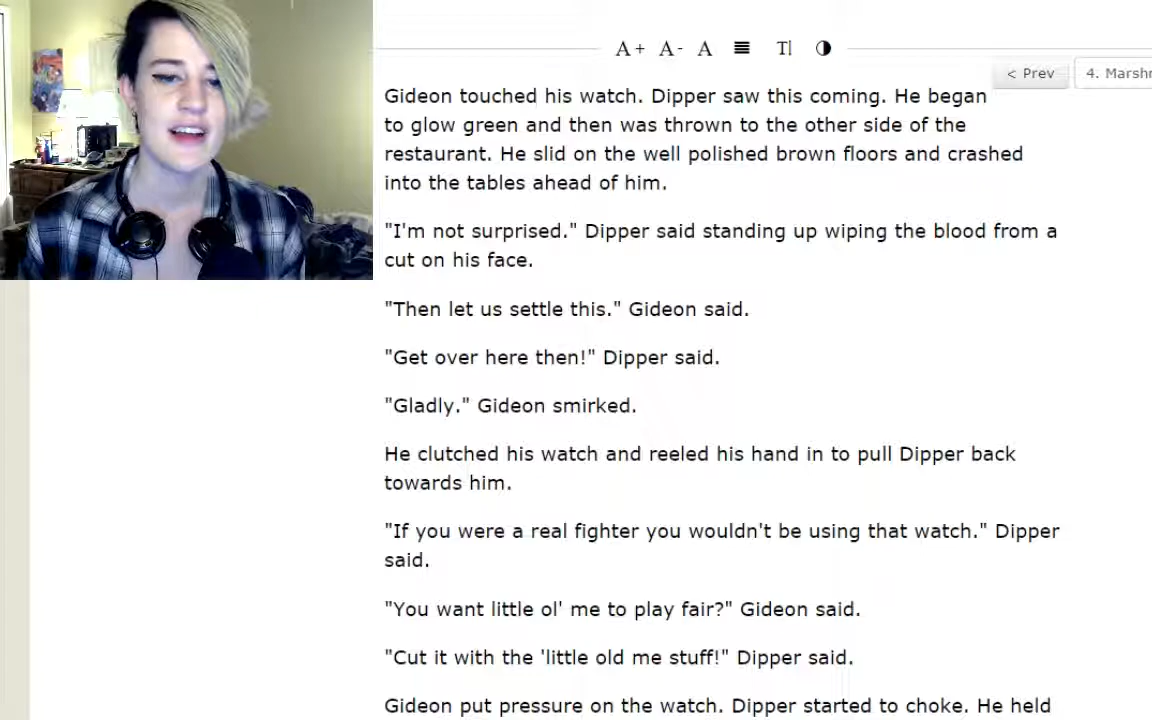 A+ A- A T|
< Prev 4. Marshm
Gideon touched his watch. Dipper saw this coming. He began
to glow green and then was thrown to the other side of the
restaurant. He slid on the well polished brown floors and crashed
into the tables ahead of him.
"I'm not surprised." Dipper said standing up wiping the blood from a
cut on his face.
"Then let us settle this." Gideon said.
"Get over here then!" Dipper said.
"Gladly." Gideon smirked.
He clutched his watch and reeled his hand in to pull Dipper back
towards him.
"If you were a real fighter you wouldn't be using that watch." Dipper
said.
"You want little ol' me to play fair?" Gideon said.
"Cut it with the 'little old me stuff!" Dipper said.
Gideon put pressure on the watch. Dipper started to choke. He held